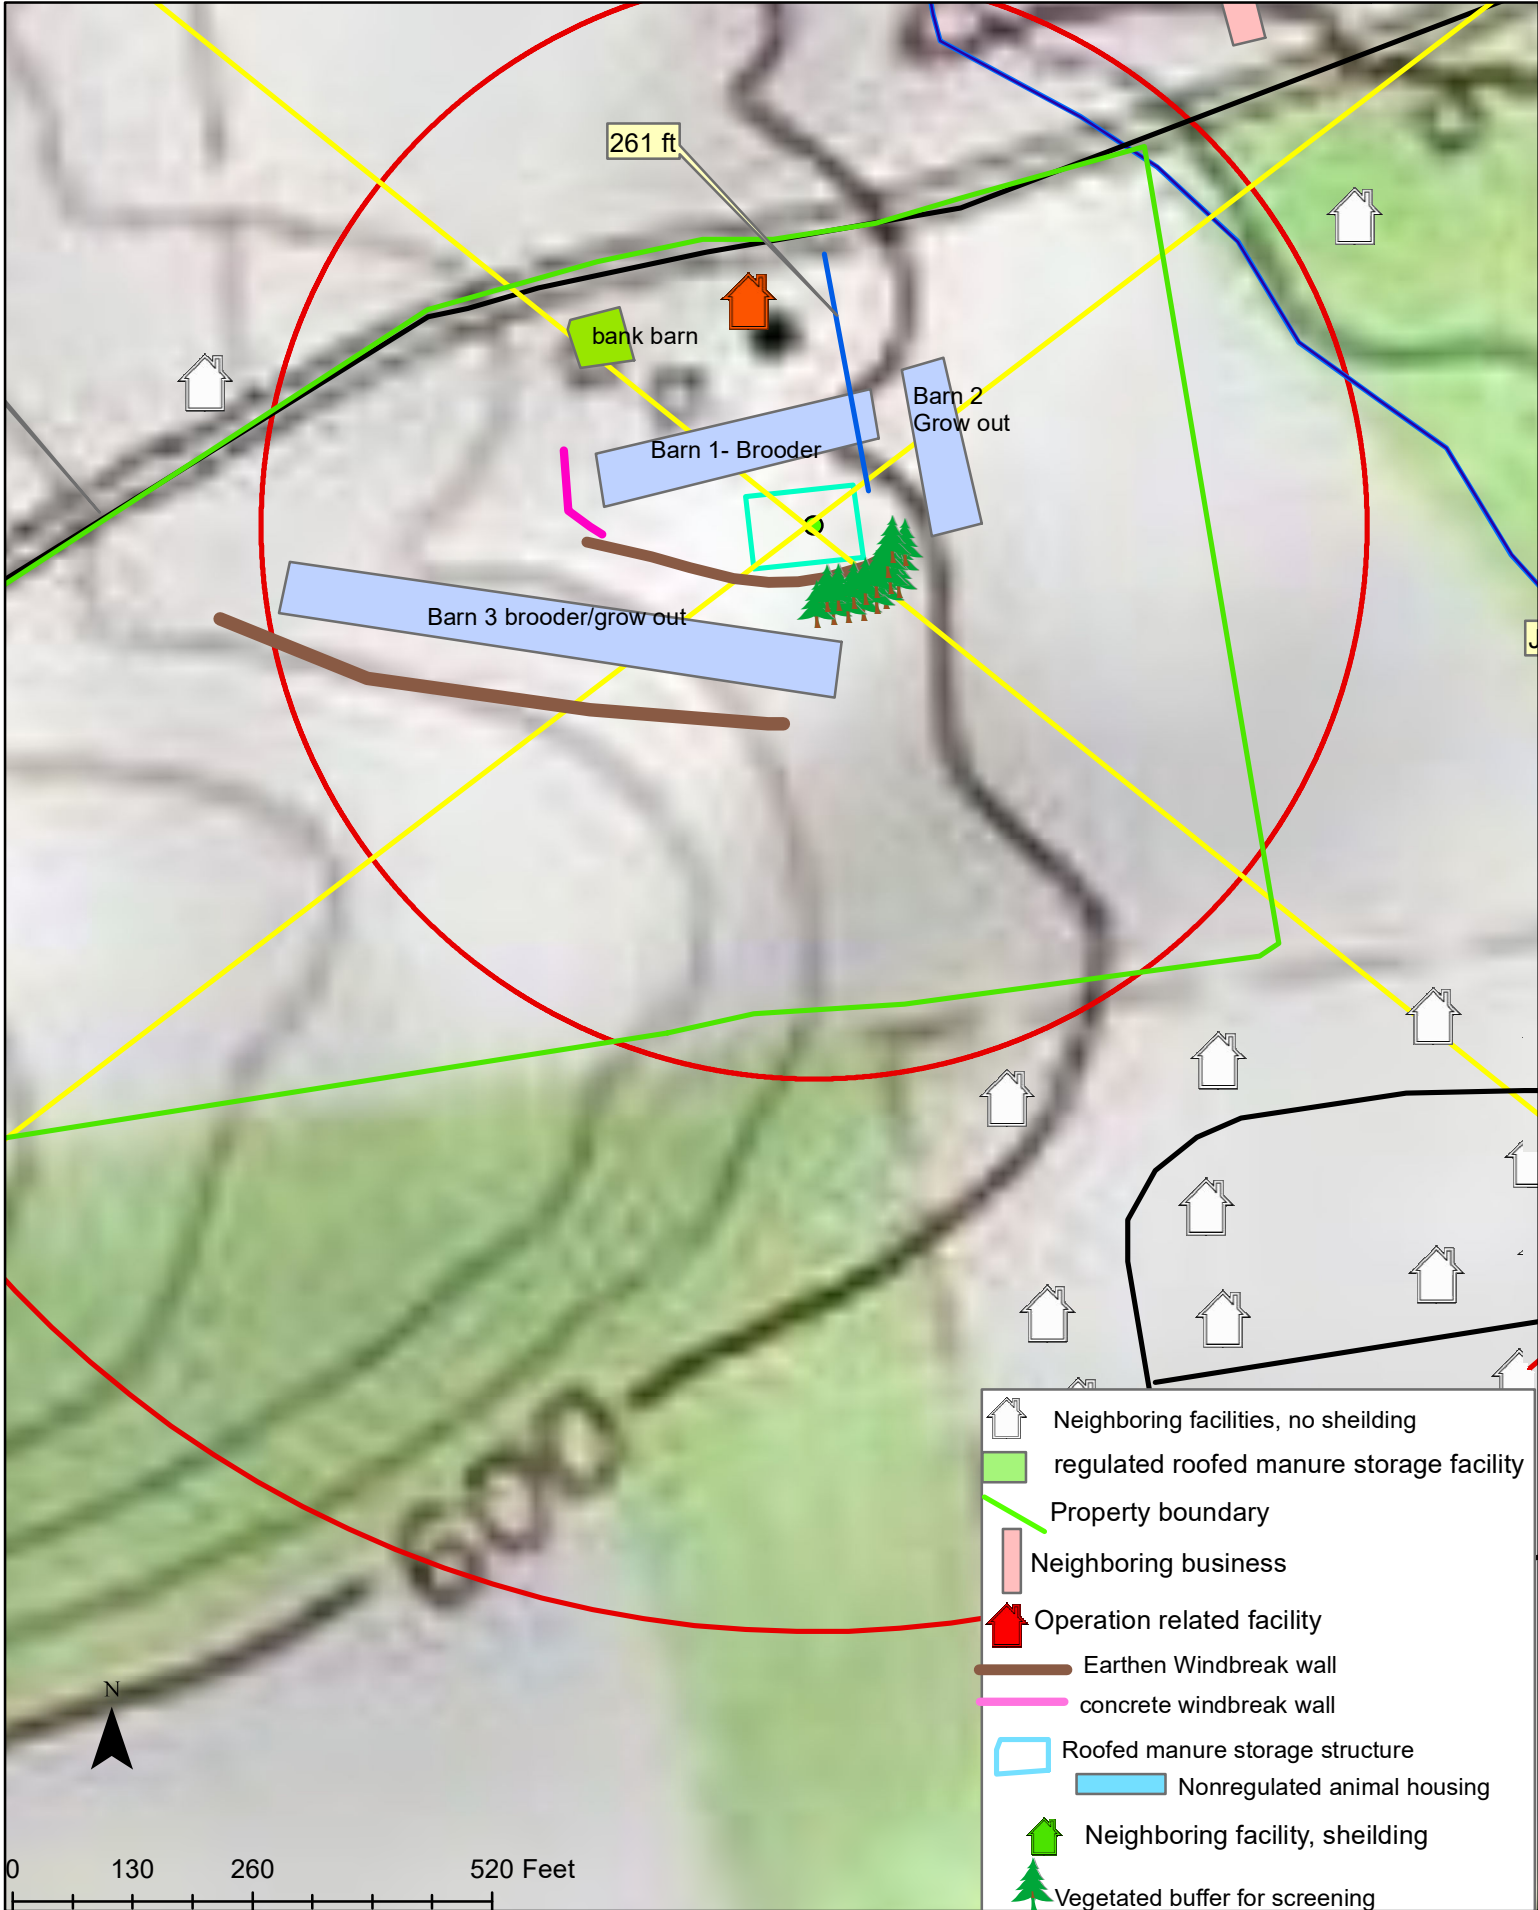 261 ft
bank barn
Barn 2
Grow out
Barn 1- Brooder
Barn 3 brooder/grow out
J
600
Neighboring facilities, no sheilding
regulated roofed manure storage facility
Property boundary
Neighboring business
Operation related facility
Earthen Windbreak wall
concrete windbreak wall
Roofed manure storage structure
Nonregulated animal housing
Neighboring facility, sheilding
Vegetated buffer for screening
N
0 130 260 520 Feet